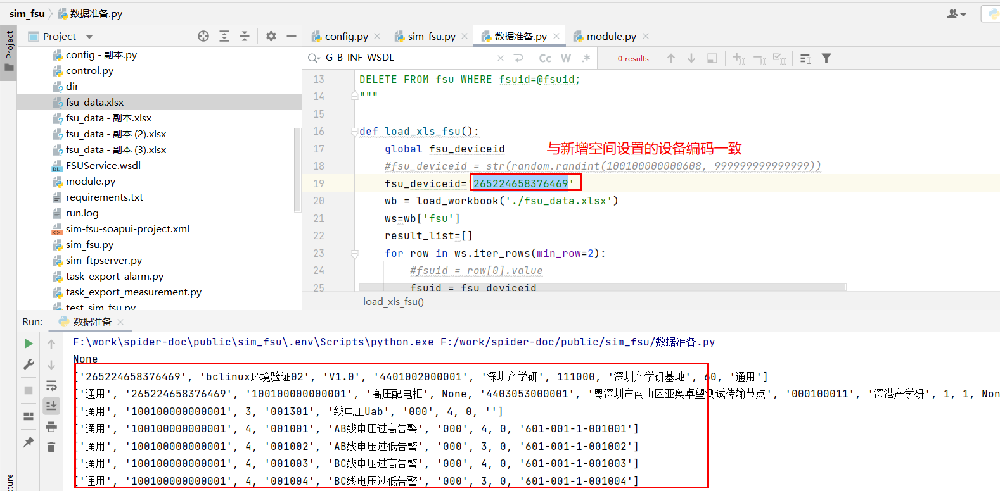 sim_fsu 数据准备.py
Project
Project
config - 副本.py
control.py
dir
fsu_data.xlsx
fsu_data - 副本.xlsx
fsu_data - 副本 (2).xlsx
fsu_data - 副本 (3).xlsx
FSUService.wsdl
module.py
requirements.txt
run.log
sim-fsu-soapui-project.xml
sim_fsu.py
sim_ftpserver.py
task_export_alarm.py
task_export_measurement.py
test_sim_fsu.py
config.py sim_fsu.py 数据准备.py module.py
G_B_INF_WSDL Cc W .* 0 results
13 DELETE FROM fsu WHERE fsuid=@fsuid;
14 """
15
16 def load_xls_fsu():
17 global fsu_deviceid
与新增空间设置的设备编码一致
18 #fsu_deviceid = str(random.randint(100100000000608, 999999999999999))
19 fsu_deviceid='265224658376469'
20 wb = load_workbook('./fsu_data.xlsx')
21 ws=wb['fsu']
22 result_list=[]
23 for row in ws.iter_rows(min_row=2):
24 #fsuid = row[0].value
25 fsuid = fsu_deviceid
load_xls_fsu()
Run: 数据准备
F:\work\spider-doc\public\sim_fsu\.env\Scripts\python.exe F:/work/spider-doc/public/sim_fsu/数据准备.py
None
['265224658376469', 'bclinux环境验证02', 'V1.0', '4401002000001', '深圳产学研', 111000, '深圳产学研基地', 60, '通用']
['通用', '265224658376469', '100100000000001', '高压配电柜', None, '4403053000001', '粤深圳市南山区亚奥卓望测试传输节点', '000100011', '深港产学研', 1, 1, Non
['通用', '100100000000001', 3, '001301', '线电压Uab', '000', 4, 0, '']
['通用', '100100000000001', 4, '001001', 'AB线电压过高告警', '000', 4, 0, '601-001-1-001001']
['通用', '100100000000001', 4, '001002', 'AB线电压过低告警', '000', 3, 0, '601-001-1-001002']
['通用', '100100000000001', 4, '001003', 'BC线电压过高告警', '000', 4, 0, '601-001-1-001003']
['通用', '100100000000001', 4, '001004', 'BC线电压过低告警', '000', 3, 0, '601-001-1-001004']